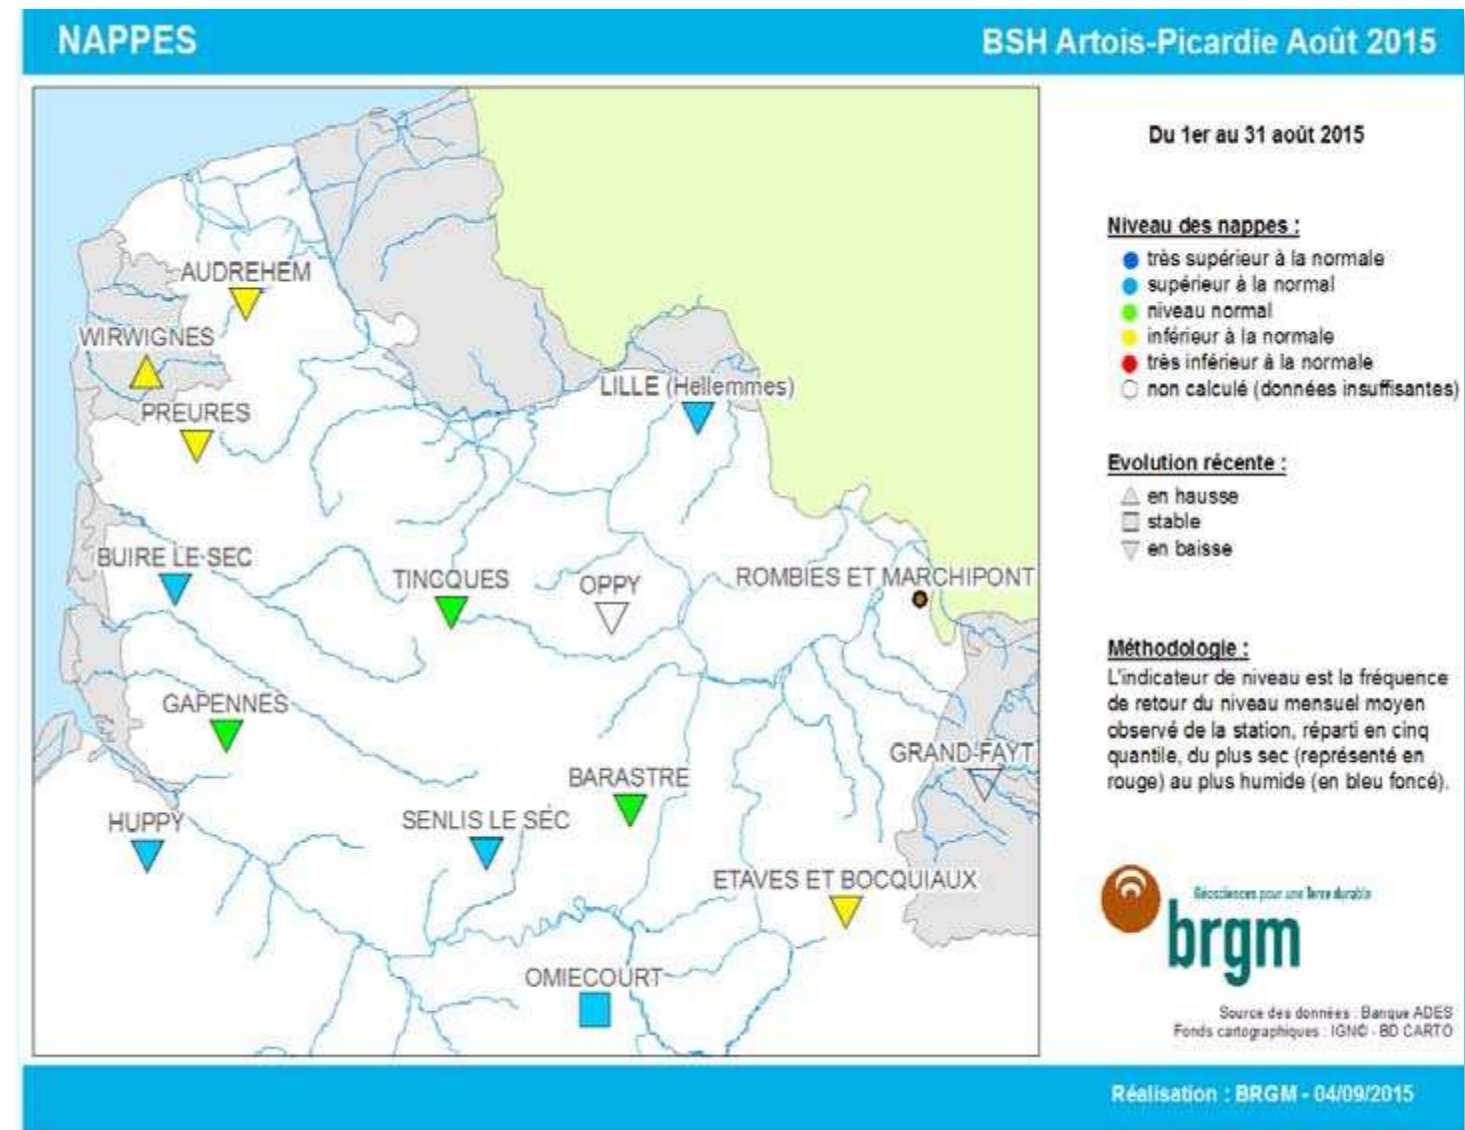 NAPPES
BSH Artois-Picardie Août 2015
Du 1er au 31 août 2015
AUDREHEM
WIRWIGNES
PREURES
LILLE (Hellemmes)
BUIRE LE SEC
TINCQUES
OPPY
ROMBIES ET MARCHIPONT
GAPENNES
GRAND-FAYT
BARASTRE
HUPPY
SENLIS LE SEC
ETAVES ET BOCQUIAUX
OMIECOURT
Niveau des nappes :
très supérieur à la normale
supérieur à la normal
niveau normal
inférieur à la normale
très inférieur à la normale
non calculé (données insuffisantes)
Evolution récente :
en hausse
stable
en baisse
Méthodologie :
L'indicateur de niveau est la fréquence
de retour du niveau mensuel moyen
observé de la station, réparti en cinq
quantile, du plus sec (représenté en
rouge) au plus humide (en bleu foncé).
Géosciences pour une Terre durable
brgm
Source des données : Banque ADES
Fonds cartographiques : IGN© - BD CARTO
Réalisation : BRGM - 04/09/2015